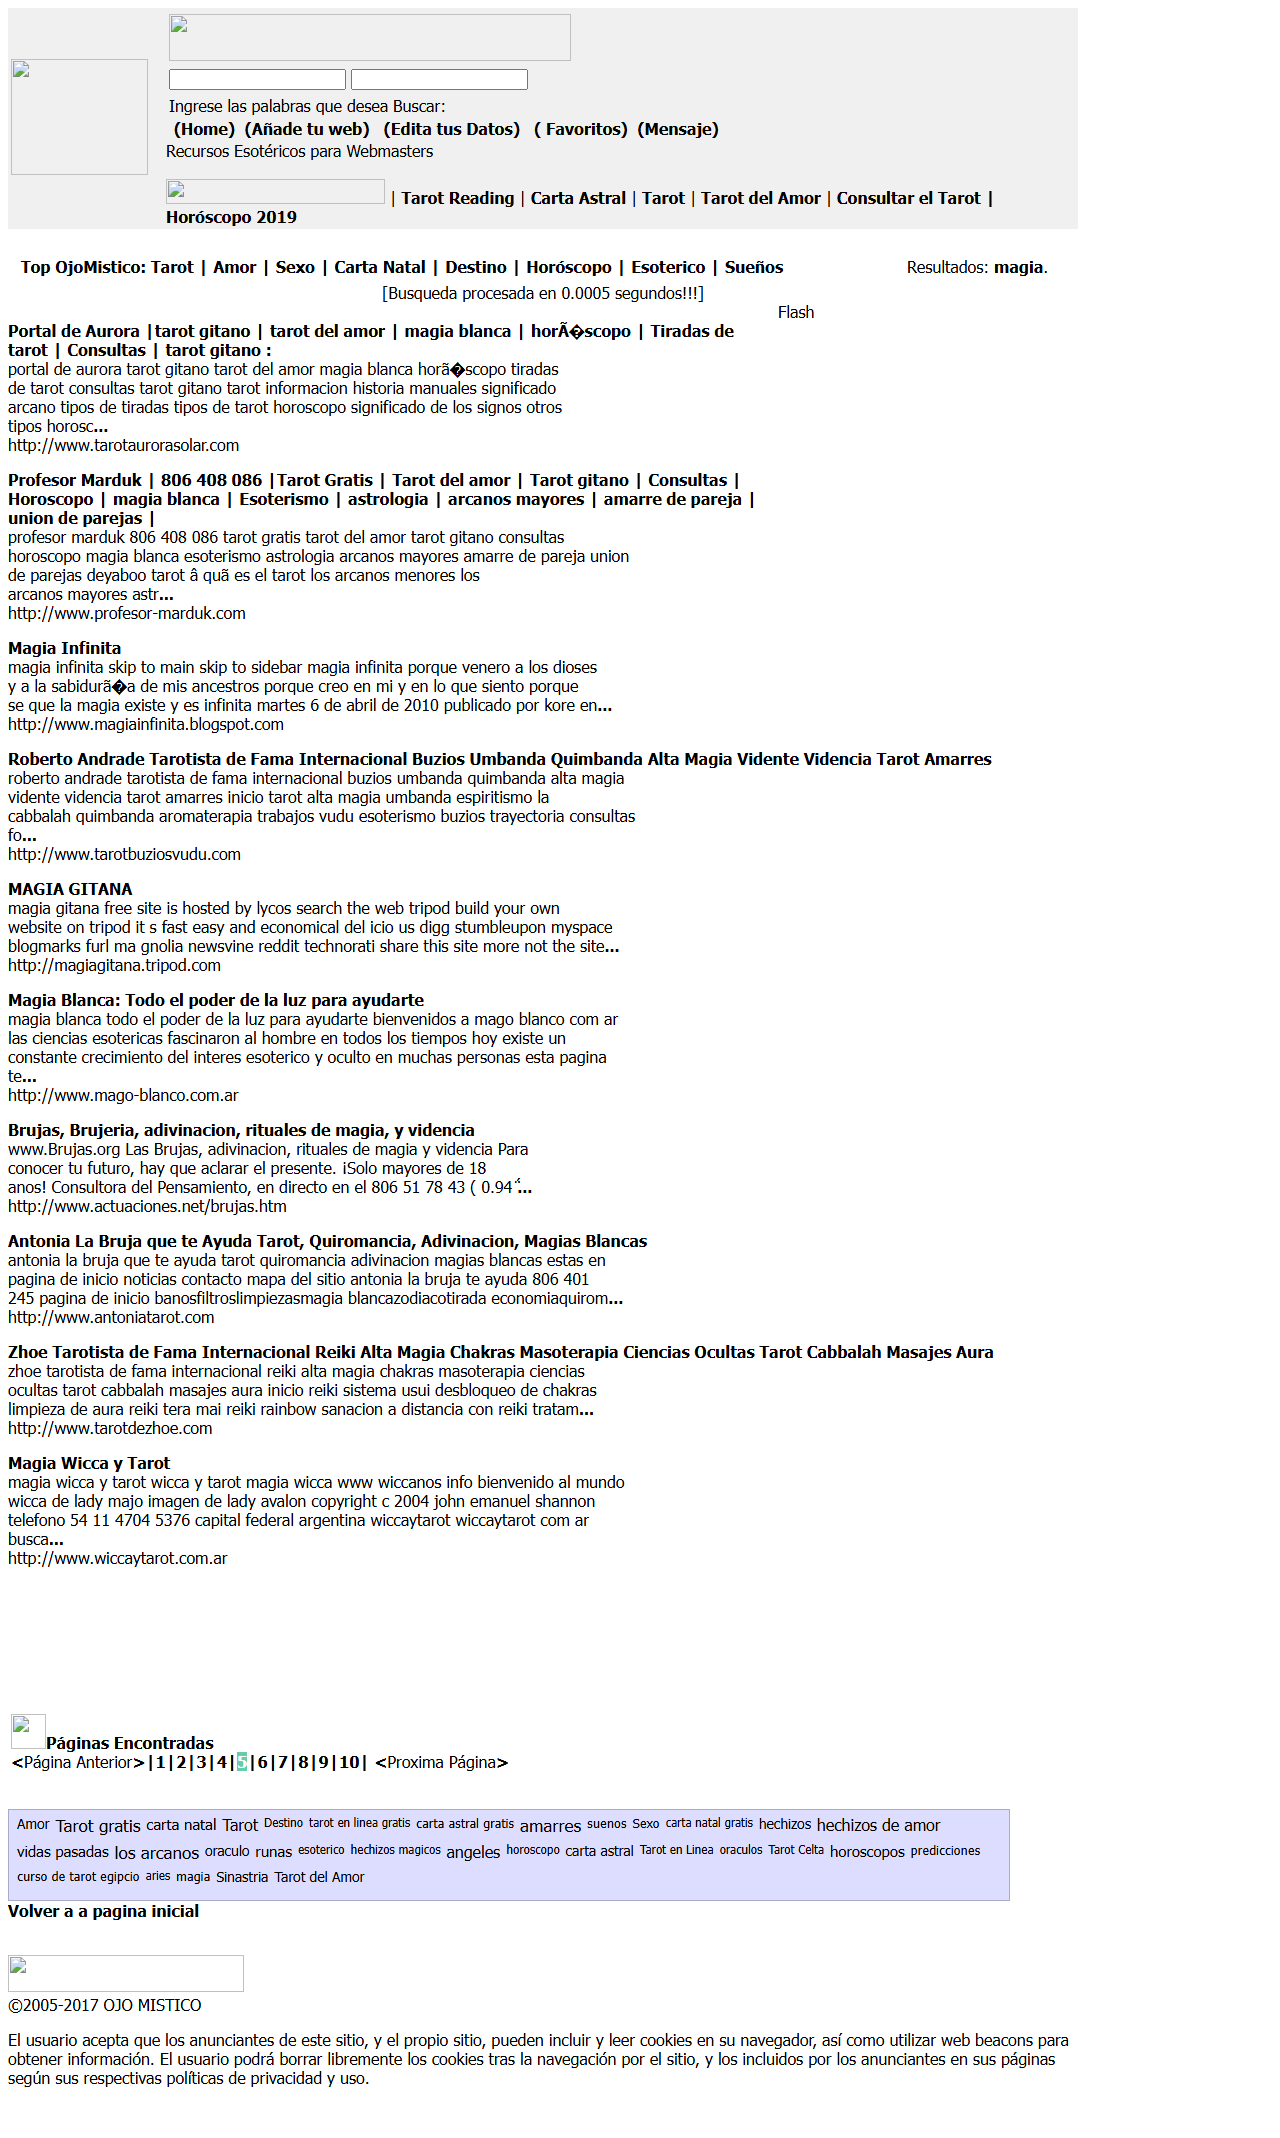 Ingrese las palabras que desea Buscar:
(Home) (Añade tu web) (Edita tus Datos) ( Favoritos) (Mensaje)
Recursos Esotéricos para Webmasters
| Tarot Reading | Carta Astral | Tarot | Tarot del Amor | Consultar el Tarot |
Horóscopo 2019
Top OjoMistico: Tarot | Amor | Sexo | Carta Natal | Destino | Horóscopo | Esoterico | Sueños Resultados: magia.
[Busqueda procesada en 0.0005 segundos!!!]
Flash
Portal de Aurora |tarot gitano | tarot del amor | magia blanca | horÃ�scopo | Tiradas de
tarot | Consultas | tarot gitano :
portal de aurora tarot gitano tarot del amor magia blanca horã�scopo tiradas
de tarot consultas tarot gitano tarot informacion historia manuales significado
arcano tipos de tiradas tipos de tarot horoscopo significado de los signos otros
tipos horosc...
http://www.tarotaurorasolar.com
Profesor Marduk | 806 408 086 |Tarot Gratis | Tarot del amor | Tarot gitano | Consultas |
Horoscopo | magia blanca | Esoterismo | astrologia | arcanos mayores | amarre de pareja |
union de parejas |
profesor marduk 806 408 086 tarot gratis tarot del amor tarot gitano consultas
horoscopo magia blanca esoterismo astrologia arcanos mayores amarre de pareja union
de parejas deyaboo tarot â quã es el tarot los arcanos menores los
arcanos mayores astr...
http://www.profesor-marduk.com
Magia Infinita
magia infinita skip to main skip to sidebar magia infinita porque venero a los dioses
y a la sabidurã�a de mis ancestros porque creo en mi y en lo que siento porque
se que la magia existe y es infinita martes 6 de abril de 2010 publicado por kore en...
http://www.magiainfinita.blogspot.com
Roberto Andrade Tarotista de Fama Internacional Buzios Umbanda Quimbanda Alta Magia Vidente Videncia Tarot Amarres
roberto andrade tarotista de fama internacional buzios umbanda quimbanda alta magia
vidente videncia tarot amarres inicio tarot alta magia umbanda espiritismo la
cabbalah quimbanda aromaterapia trabajos vudu esoterismo buzios trayectoria consultas
fo...
http://www.tarotbuziosvudu.com
MAGIA GITANA
magia gitana free site is hosted by lycos search the web tripod build your own
website on tripod it s fast easy and economical del icio us digg stumbleupon myspace
blogmarks furl ma gnolia newsvine reddit technorati share this site more not the site...
http://magiagitana.tripod.com
Magia Blanca: Todo el poder de la luz para ayudarte
magia blanca todo el poder de la luz para ayudarte bienvenidos a mago blanco com ar
las ciencias esotericas fascinaron al hombre en todos los tiempos hoy existe un
constante crecimiento del interes esoterico y oculto en muchas personas esta pagina
te...
http://www.mago-blanco.com.ar
Brujas, Brujeria, adivinacion, rituales de magia, y videncia
www.Brujas.org Las Brujas, adivinacion, rituales de magia y videncia Para
conocer tu futuro, hay que aclarar el presente. ¡Solo mayores de 18
anos! Consultora del Pensamiento, en directo en el 806 51 78 43 ( 0.94 ...
http://www.actuaciones.net/brujas.htm
Antonia La Bruja que te Ayuda Tarot, Quiromancia, Adivinacion, Magias Blancas
antonia la bruja que te ayuda tarot quiromancia adivinacion magias blancas estas en
pagina de inicio noticias contacto mapa del sitio antonia la bruja te ayuda 806 401
245 pagina de inicio banosfiltroslimpiezasmagia blancazodiacotirada economiaquirom...
http://www.antoniatarot.com
Zhoe Tarotista de Fama Internacional Reiki Alta Magia Chakras Masoterapia Ciencias Ocultas Tarot Cabbalah Masajes Aura
zhoe tarotista de fama internacional reiki alta magia chakras masoterapia ciencias
ocultas tarot cabbalah masajes aura inicio reiki sistema usui desbloqueo de chakras
limpieza de aura reiki tera mai reiki rainbow sanacion a distancia con reiki tratam...
http://www.tarotdezhoe.com
Magia Wicca y Tarot
magia wicca y tarot wicca y tarot magia wicca www wiccanos info bienvenido al mundo
wicca de lady majo imagen de lady avalon copyright c 2004 john emanuel shannon
telefono 54 11 4704 5376 capital federal argentina wiccaytarot wiccaytarot com ar
busca...
http://www.wiccaytarot.com.ar
Páginas Encontradas
<Página Anterior>|1|2|3|4|5|6|7|8|9|10| <Proxima Página>
Amor Tarot gratis carta natal Tarot Destino tarot en linea gratis carta astral gratis amarres suenos Sexo carta natal gratis hechizos hechizos de amor
vidas pasadas los arcanos oraculo runas esoterico hechizos magicos angeles horoscopo carta astral Tarot en Linea oraculos Tarot Celta horoscopos predicciones
curso de tarot egipcio aries magia Sinastria Tarot del Amor
Volver a a pagina inicial
©2005-2017 OJO MISTICO
El usuario acepta que los anunciantes de este sitio, y el propio sitio, pueden incluir y leer cookies en su navegador, así como utilizar web beacons para
obtener información. El usuario podrá borrar libremente los cookies tras la navegación por el sitio, y los incluidos por los anunciantes en sus páginas
según sus respectivas políticas de privacidad y uso.